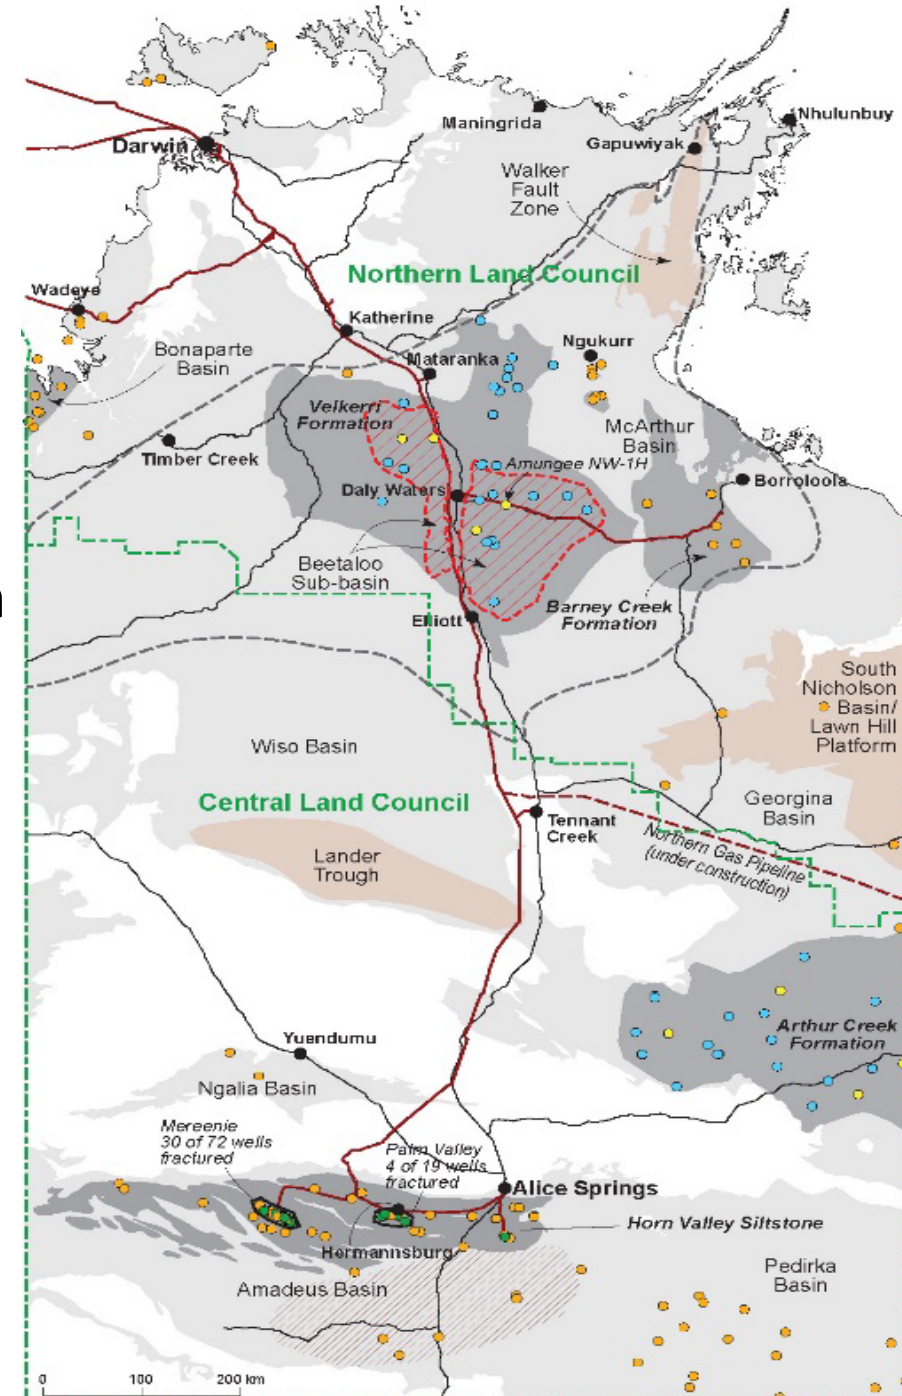 Nhulunbuy
Maningrida
Gapuwiyak
Darwin
Walker
Fault
Zone
Northern Land Council
Wadeye
Katherine
Bonaparte
Basin
Mataranka
Ngukurr
Velkerri
Formation
McArthur
Basin
Timber Creek
Amungee NW-1H
Daly Waters
Borroloola
Beetaloo
Sub-basin
Barney Creek
Formation
Elliott
South
Nicholson
Basin/
Lawn Hill
Platform
Wiso Basin
Central Land Council
Georgina
Basin
Tennant
Creek
Northern Gas Pipeline
(under construction)
Lander
Trough
Arthur Creek
Formation
Yuendumu
Ngalia Basin
Mereenie
30 of 72 wells
fractured
Palm Valley
4 of 19 wells
fractured
Alice Springs
Horn Valley Siltstone
Hermannsburg
Amadeus Basin
Pedirka
Basin
0 100 200 km